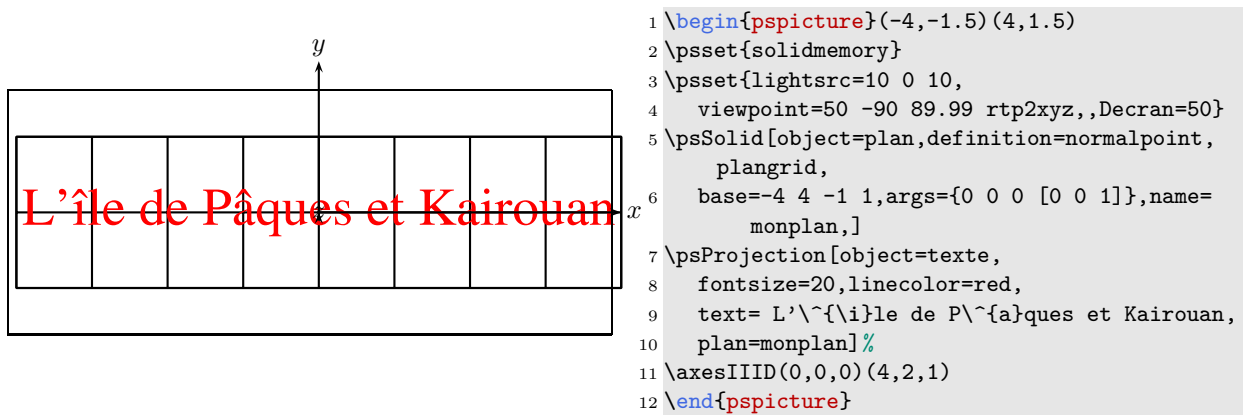 y
L'île de Pâques et Kairouan
x
1 \begin{pspicture}(-4,-1.5)(4,1.5)
2 \psset{solidmemory}
3 \psset{lightsrc=10 0 10,
4 viewpoint=50 -90 89.99 rtp2xyz,,Decran=50}
5 \psSolid[object=plan,definition=normalpoint,
plangrid,
6 base=-4 4 -1 1,args={0 0 0 [0 0 1]},name=
monplan,]
7 \psProjection[object=texte,
8 fontsize=20,linecolor=red,
9 text= L'\^{\i}le de P\^{a}ques et Kairouan,
10 plan=monplan]%
11 \axesIIID(0,0,0)(4,2,1)
12 \end{pspicture}